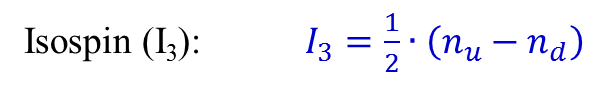 Isospin (I₃): I₃ = 1/2 · (nᵤ − n_d)